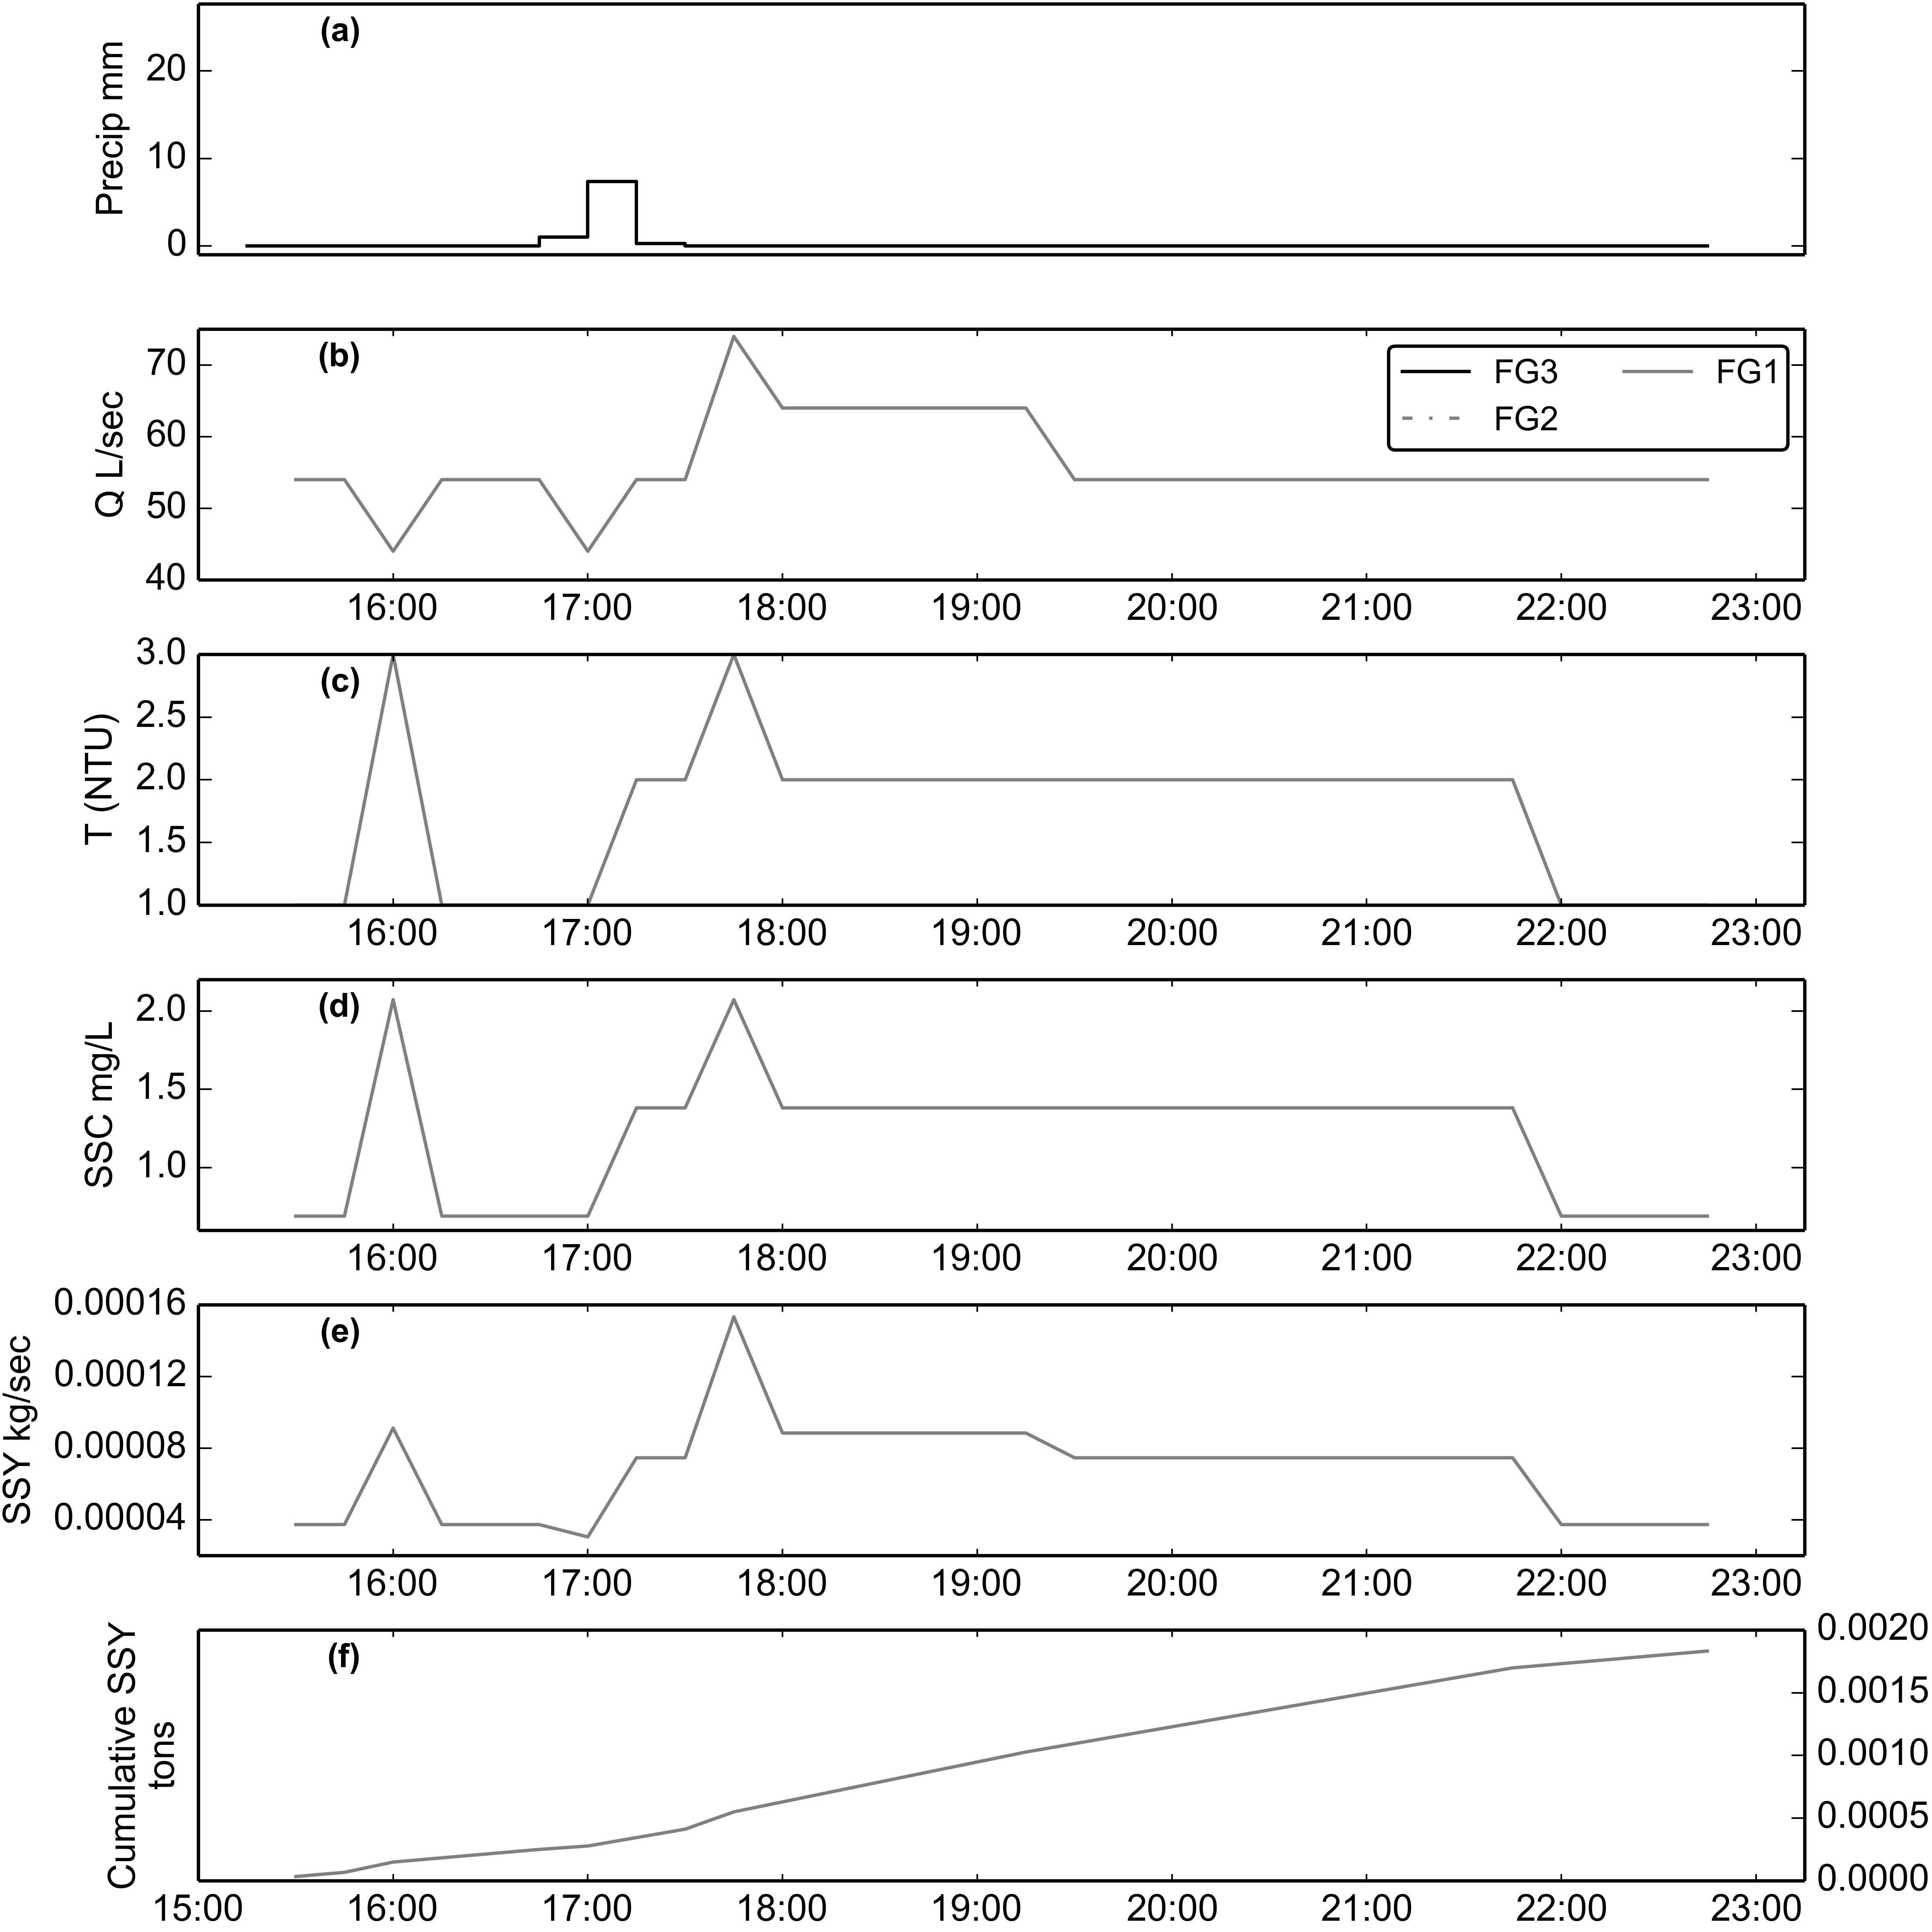 (a)
Precip mm
20
10
0
(b)
Q L/sec
70
60
50
40
FG3 FG1
FG2
16:00 17:00 18:00 19:00 20:00 21:00 22:00 23:00
(c)
T (NTU)
3.0
2.5
2.0
1.5
1.0
16:00 17:00 18:00 19:00 20:00 21:00 22:00 23:00
(d)
SSC mg/L
2.0
1.5
1.0
16:00 17:00 18:00 19:00 20:00 21:00 22:00 23:00
(e)
SSY kg/sec
0.00016
0.00012
0.00008
0.00004
16:00 17:00 18:00 19:00 20:00 21:00 22:00 23:00
(f)
Cumulative SSY
tons
0.0020
0.0015
0.0010
0.0005
0.0000
15:00 16:00 17:00 18:00 19:00 20:00 21:00 22:00 23:00